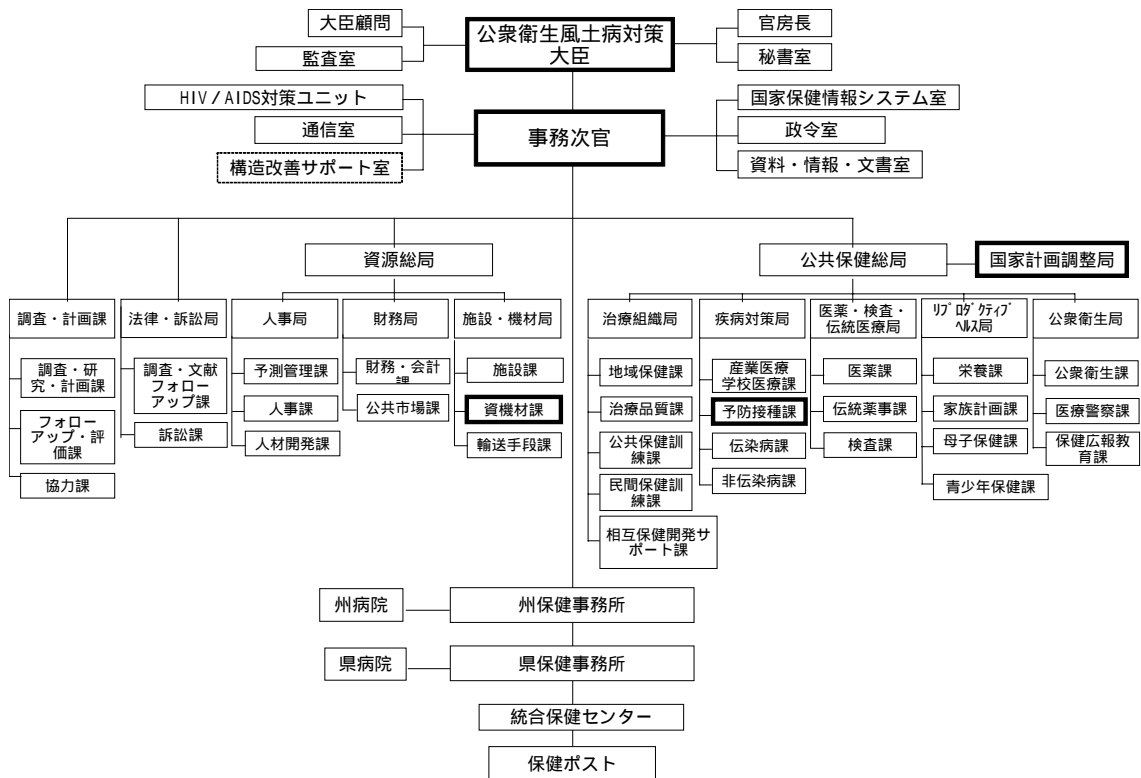 大臣顧問
公衆衛生風土病対策
大臣
官房長
監査室
秘書室
HIV/AIDS対策ユニット
国家保健情報システム室
通信室
事務次官
政令室
構造改善サポート室
資料・情報・文書室
資源総局
公共保健総局
国家計画調整局
調査・計画課
法律・訴訟局
人事局
財務局
施設・機材局
治療組織局
疾病対策局
医薬・検査・
伝統医療局
ﾘﾌﾟﾛﾀﾞｸﾃｨﾌﾞ
ﾍﾙｽ局
公衆衛生局
調査・研
究・計画課
フォロー
アップ・評
価課
協力課
調査・文献
フォロー
アップ課
訴訟課
予測管理課
人事課
人材開発課
財務・会計
課
公共市場課
施設課
資機材課
輸送手段課
地域保健課
治療品質課
公共保健訓
練課
民間保健訓
練課
相互保健開発サ
ポート課
産業医療
学校医療課
予防接種課
伝染病課
非伝染病課
医薬課
伝統薬事課
検査課
栄養課
家族計画課
母子保健課
青少年保健課
公衆衛生課
医療警察課
保健広報教
育課
州病院
州保健事務所
県病院
県保健事務所
統合保健センター
保健ポスト